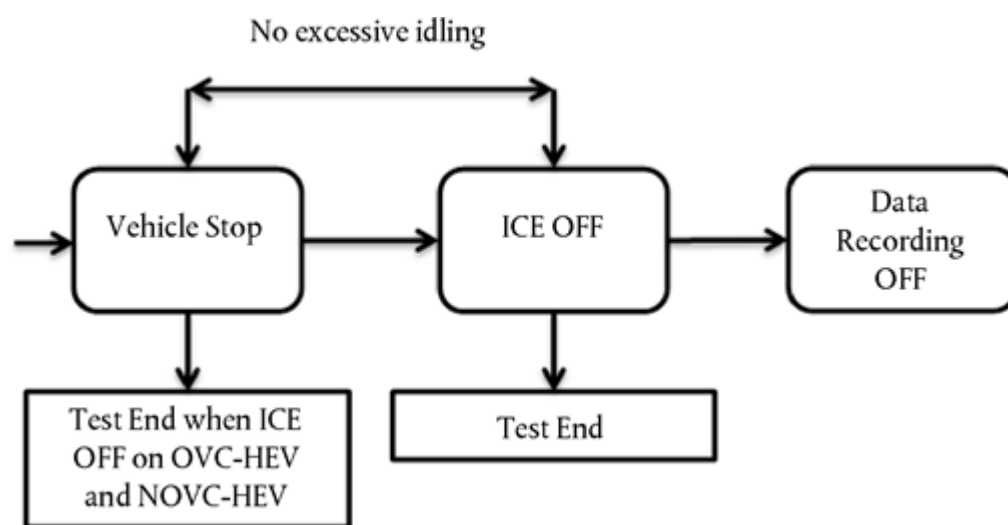 No excessive idling
Vehicle Stop
ICE OFF
Data
Recording
OFF
Test End when ICE
OFF on OVC-HEV
and NOVC-HEV
Test End